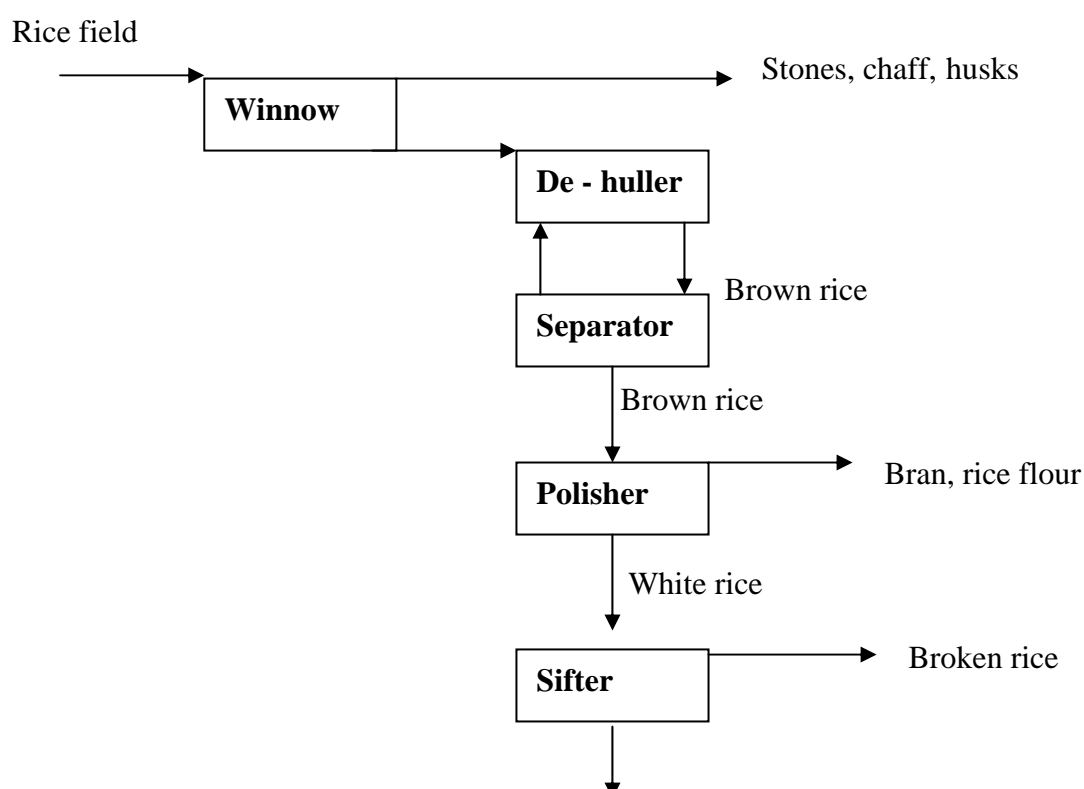 Rice field
Stones, chaff, husks
Winnow
De - huller
Brown rice
Separator
Brown rice
Polisher
Bran, rice flour
White rice
Sifter
Broken rice